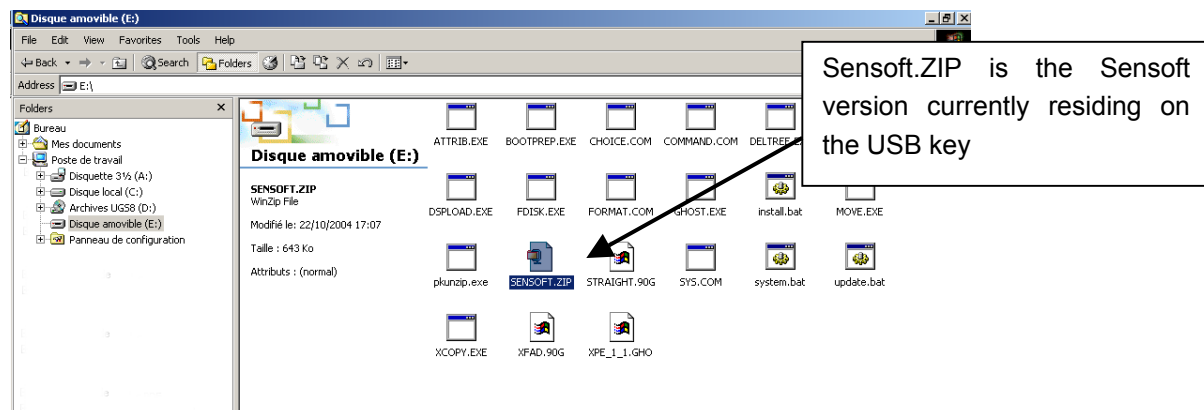 Disque amovible (E:)
File Edit View Favorites Tools Help
Back Search Folders
Address E:\
Folders
Bureau
Mes documents
Poste de travail
Disquette 3½ (A:)
Disque local (C:)
Archives UGS8 (D:)
Disque amovible (E:)
Panneau de configuration
Disque amovible (E:)
SENSOFT.ZIP
WinZip File
Modifié le: 22/10/2004 17:07
Taille : 643 Ko
Attributs : (normal)
ATTRIB.EXE BOOTPREP.EXE CHOICE.COM COMMAND.COM
DSPLOAD.EXE FDISK.EXE FORMAT.COM GHOST.EXE install.bat MOVE.EXE
pkunzip.exe SENSOFT.ZIP STRAIGHT.90G SYS.COM system.bat update.bat
XCOPY.EXE XFAD.90G XPE_1_1.GHO
Sensoft.ZIP is the Sensoft
version currently residing on
the USB key